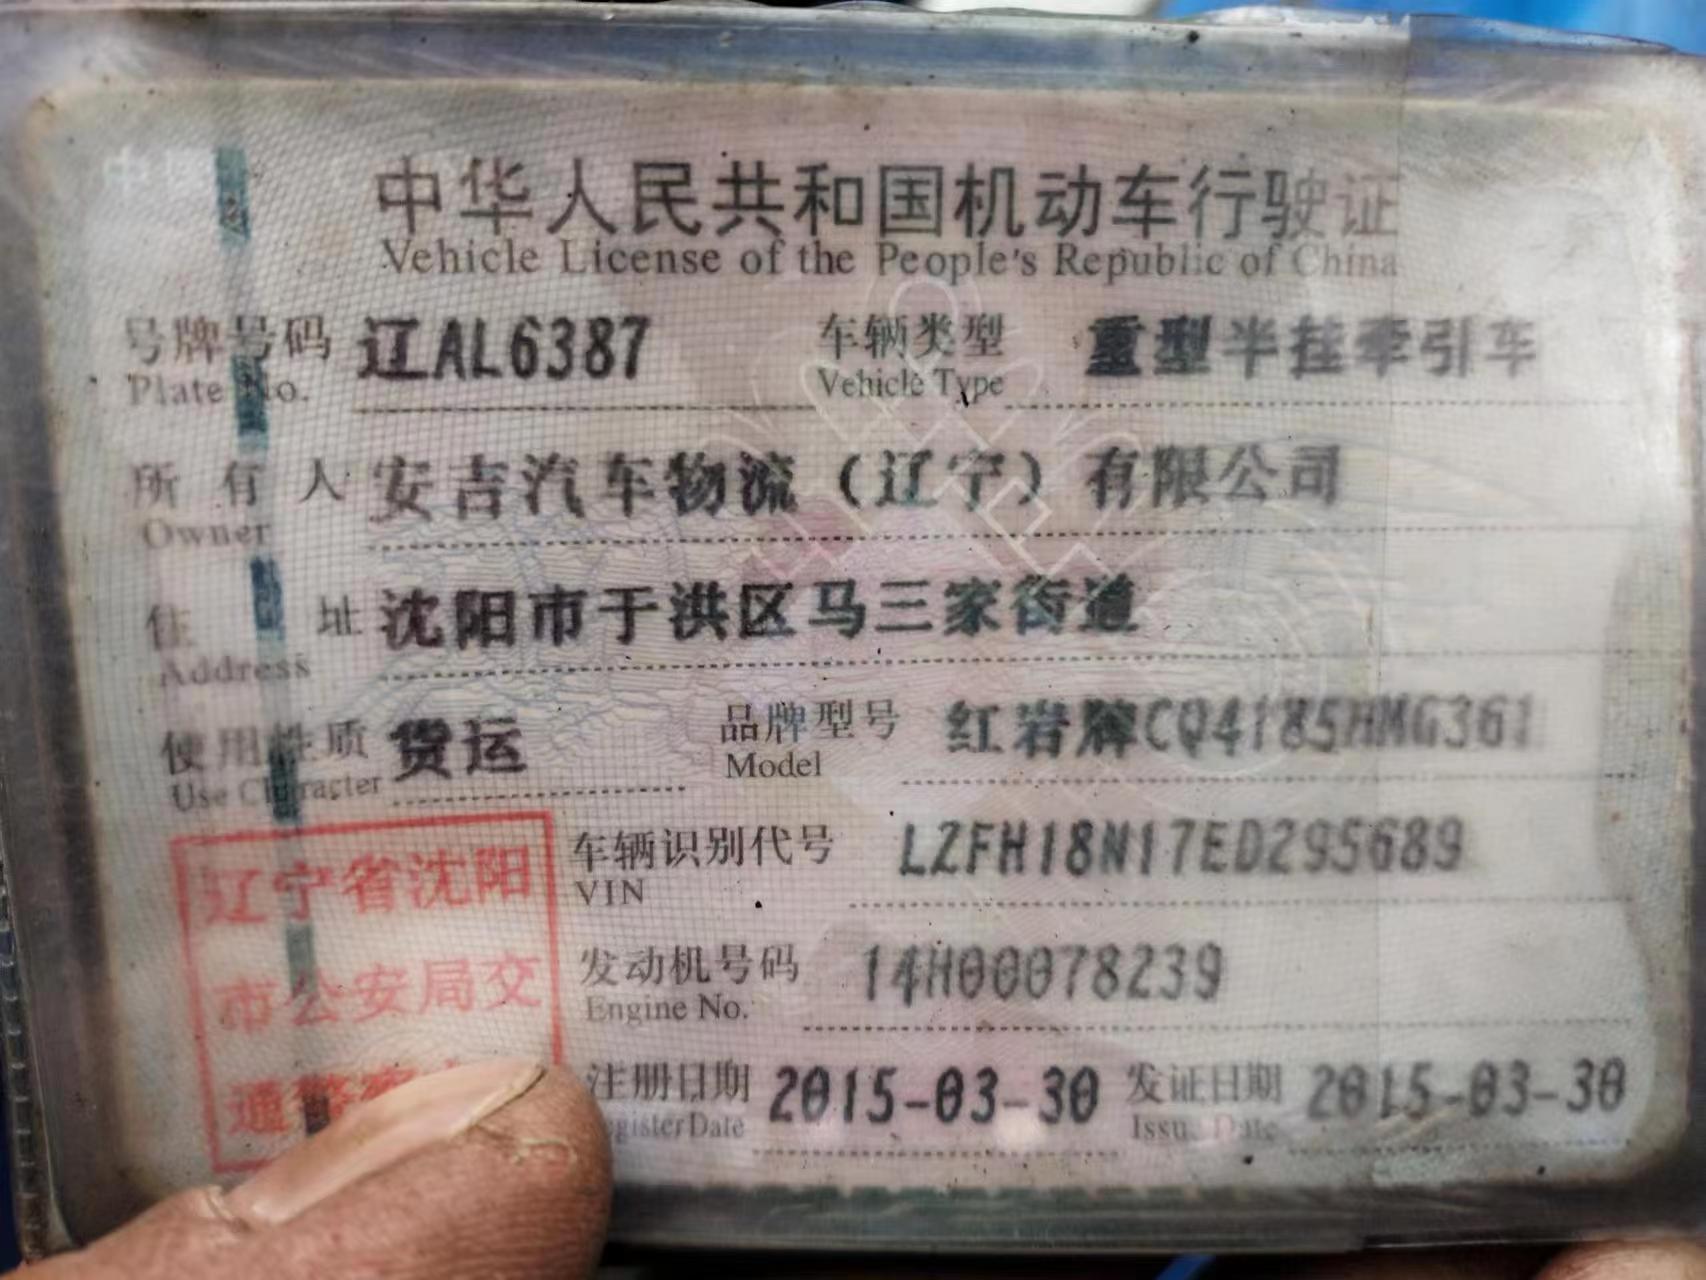 中华人民共和国机动车行驶证
Vehicle License of the People's Republic of China
号牌号码 辽AL6387 车辆类型 重型半挂牵引车
Plate No. Vehicle Type
所有人 安吉汽车物流（辽宁）有限公司
Owner
住址 沈阳市于洪区马三家街道
Address
使用性质 货运 品牌型号 红岩牌CQ4185HMG361
Use Character Model
车辆识别代号 LZFH18N17ED295689
VIN
发动机号码 14H00078239
Engine No.
注册日期 2015-03-30 发证日期 2015-03-30
Register Date Issue Date
辽宁省沈阳
市公安局交
通警察